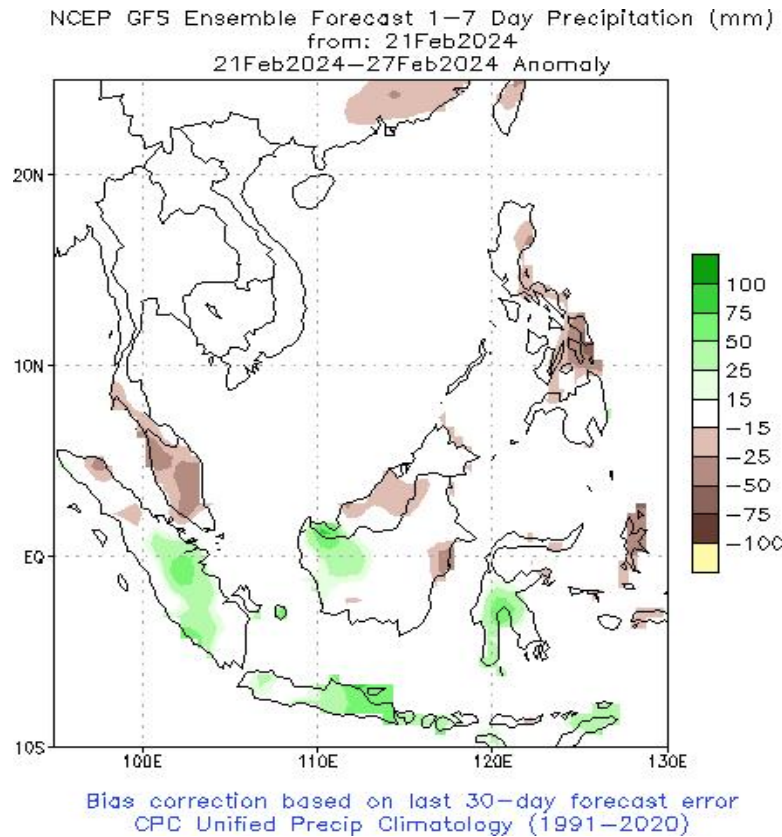 NCEP GFS Ensemble Forecast 1-7 Day Precipitation (mm)
from: 21Feb2024
21Feb2024-27Feb2024 Anomaly
20N
10N
EQ
10S
100E
110E
120E
130E
100
75
50
25
15
-15
-25
-50
-75
-100
Bias correction based on last 30-day forecast error
CPC Unified Precip Climatology (1991-2020)